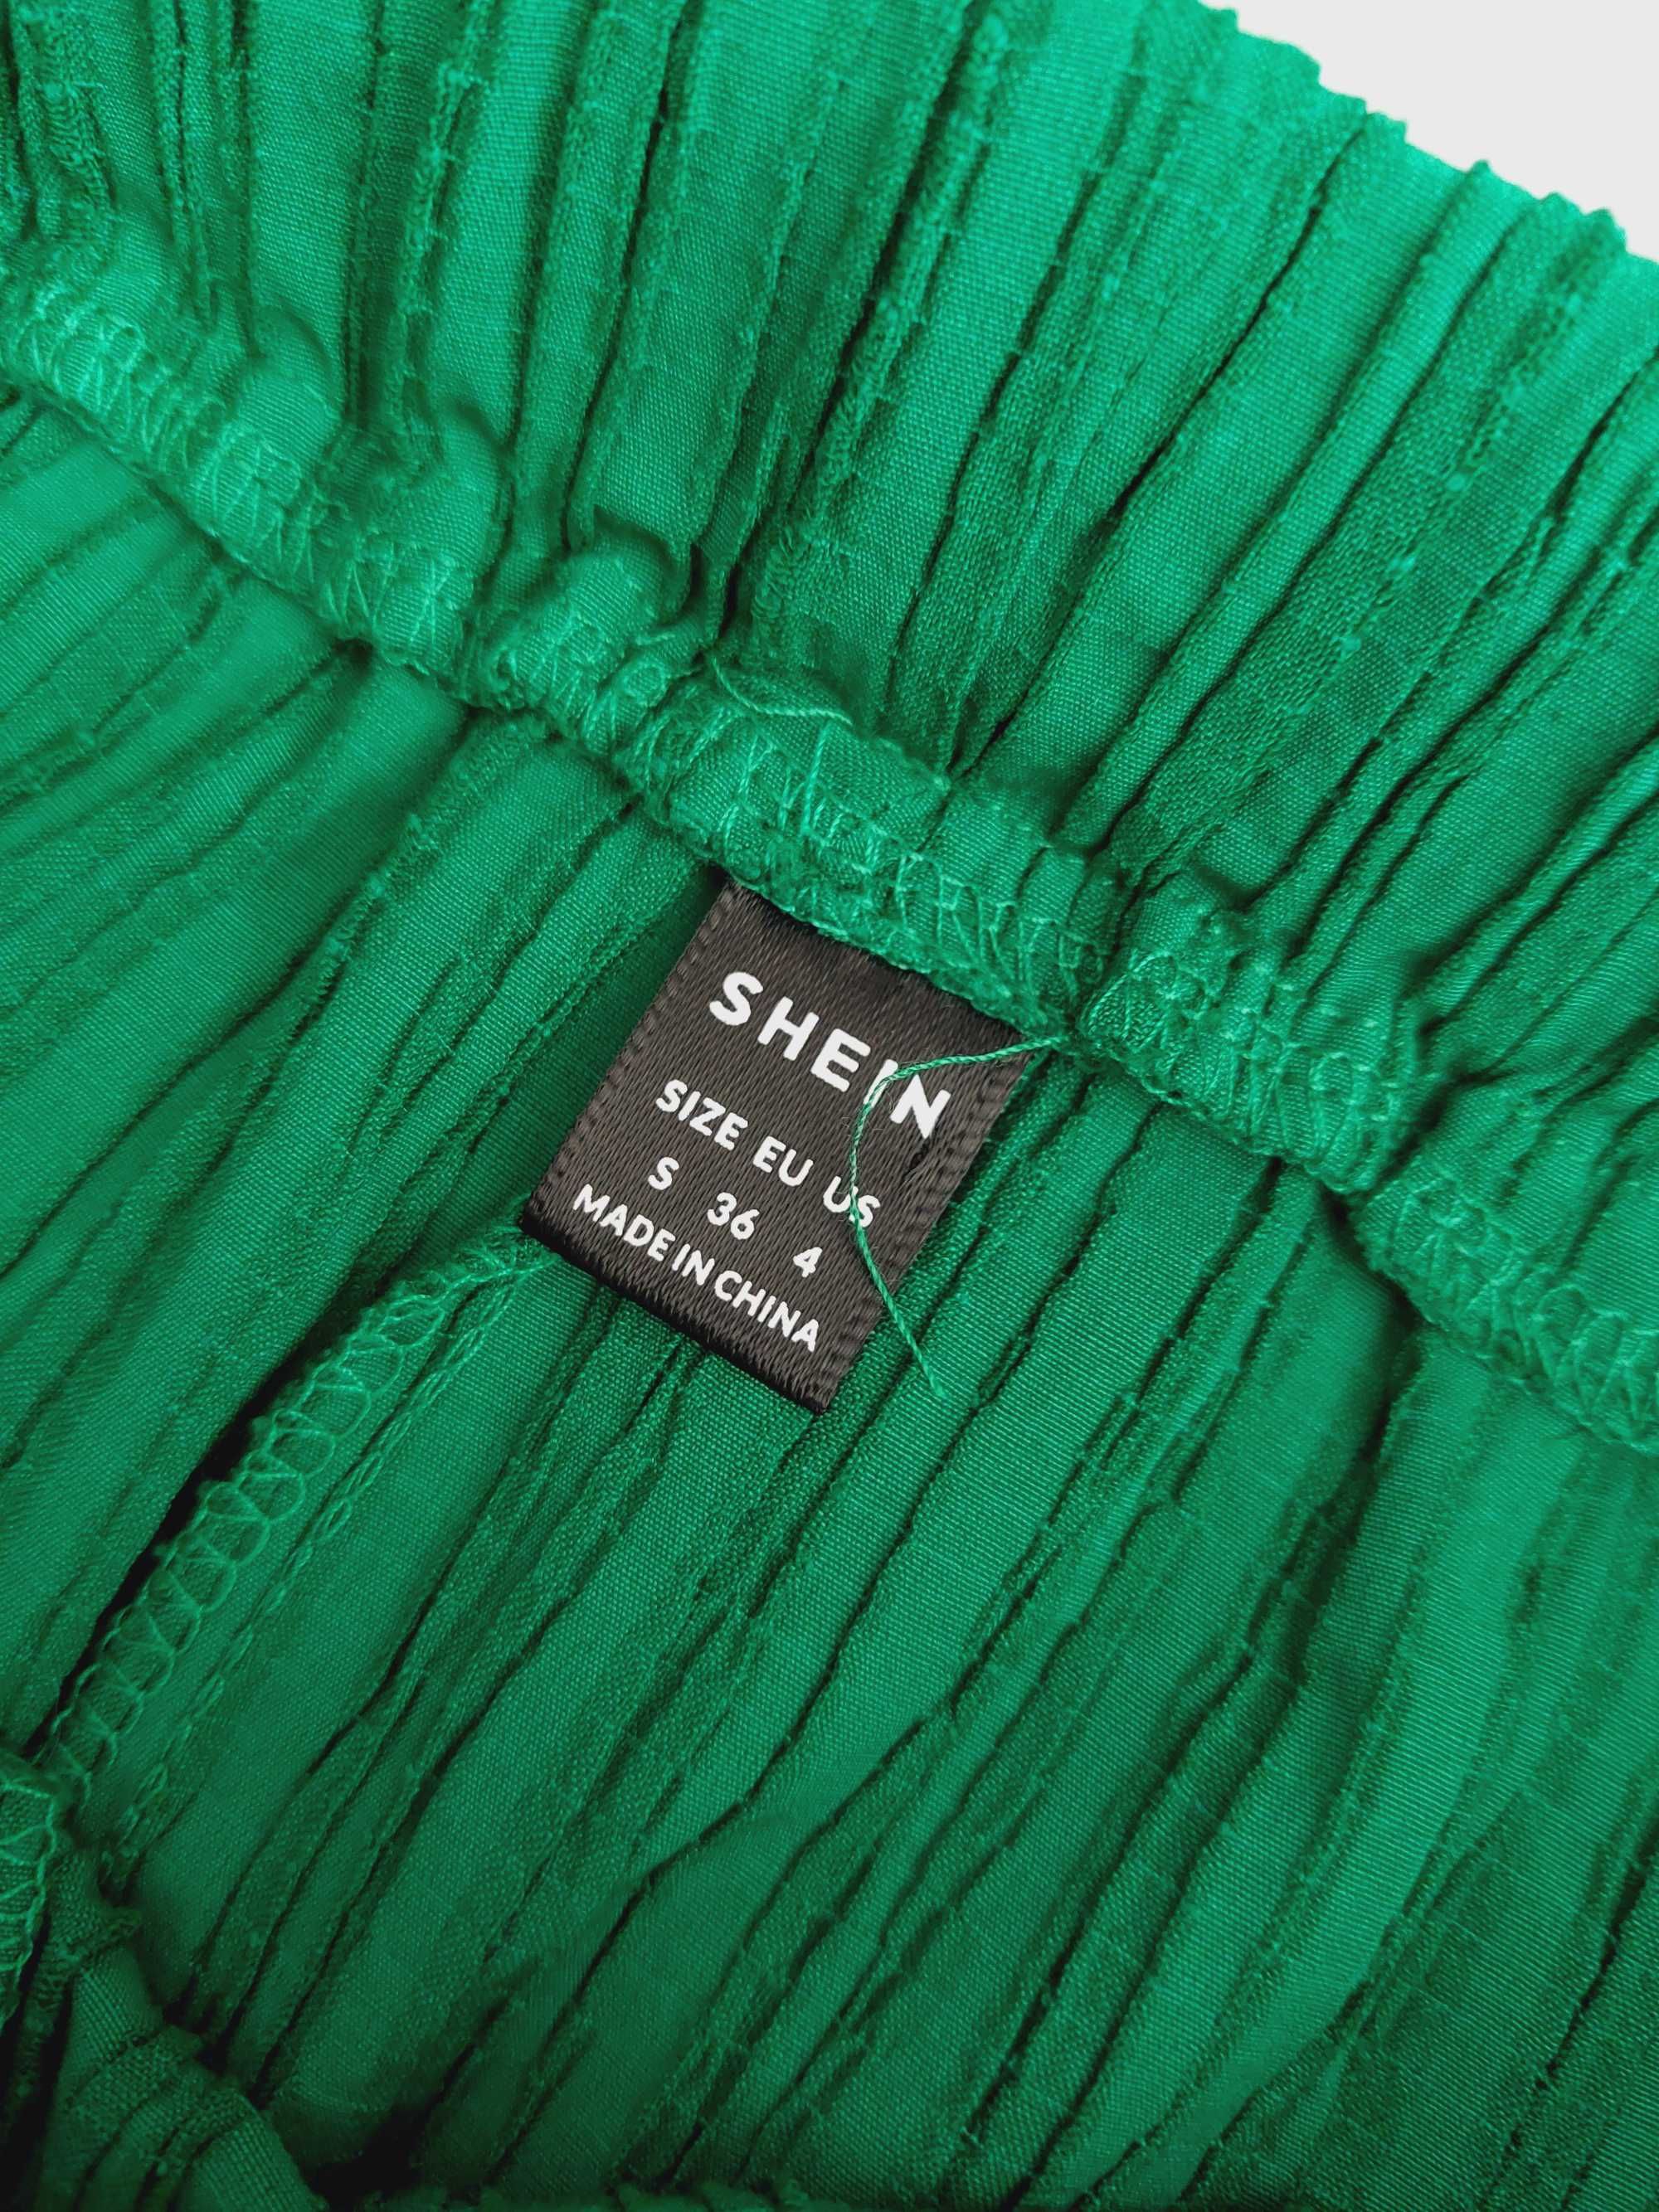 SHEIN
SIZE EU US
S 36 4
MADE IN CHINA